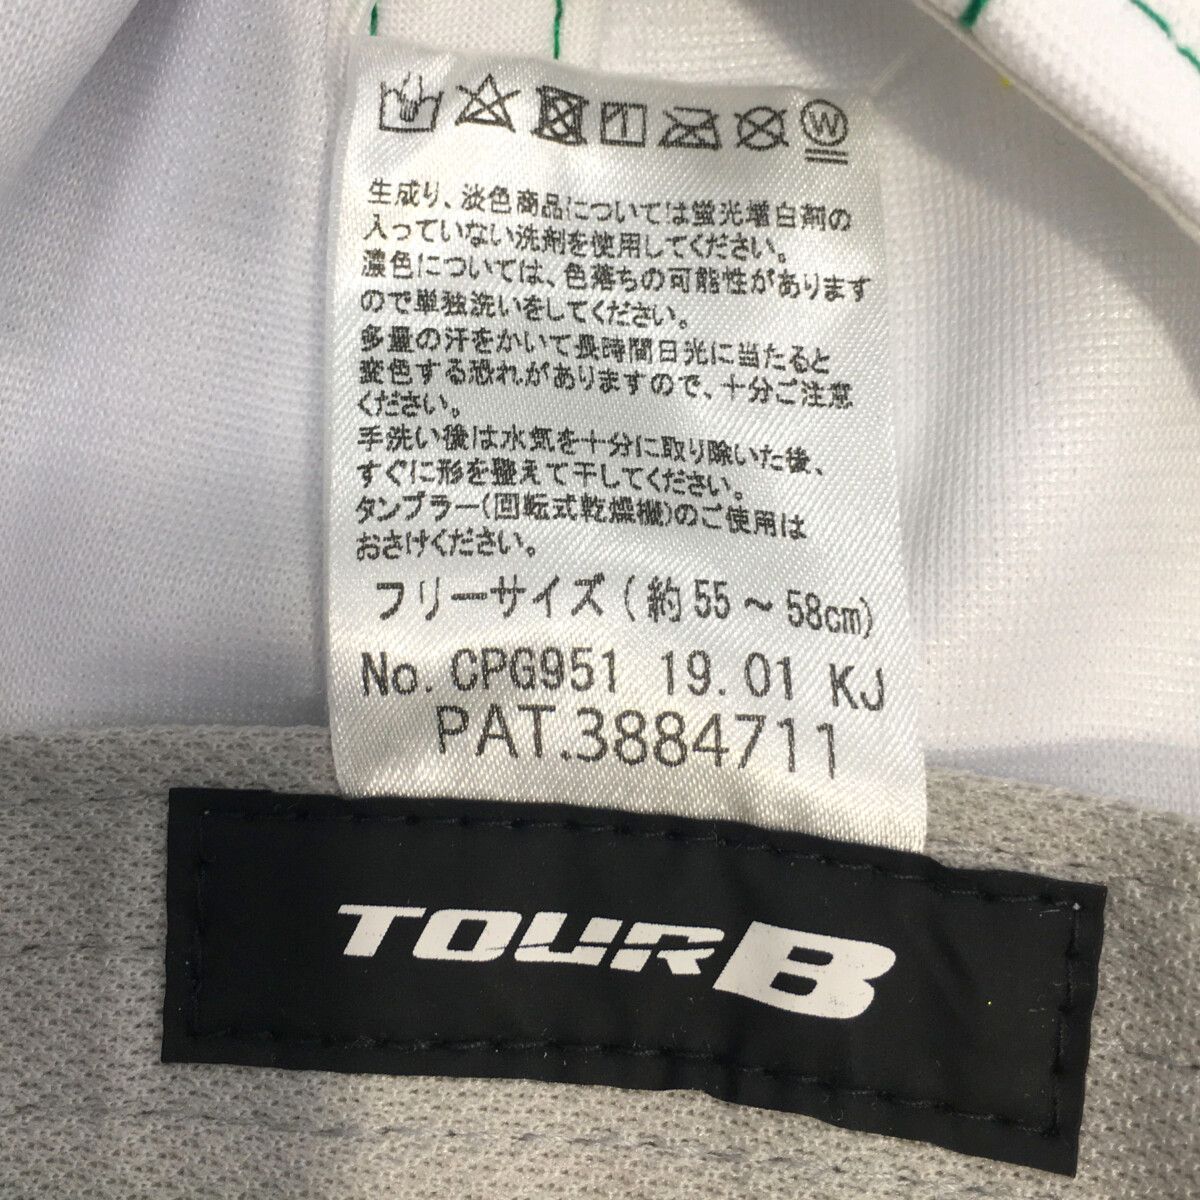 W
生成り、淡色商品については蛍光増白剤の
入っていない洗剤を使用してください。
濃色については、色落ちの可能性があります
ので単独洗いをしてください。
多量の汗をかいて長時間日光に当たると
変色する恐れがありますので、十分ご注意
ください。
手洗い後は水気を十分に取り除いた後、
すぐに形を整えて干してください。
タンブラー(回転式乾燥機)のご使用は
おさけください。
フリーサイズ(約55～58cm)
No. CPG951 19.01 KJ
PAT.3884711
TOURB